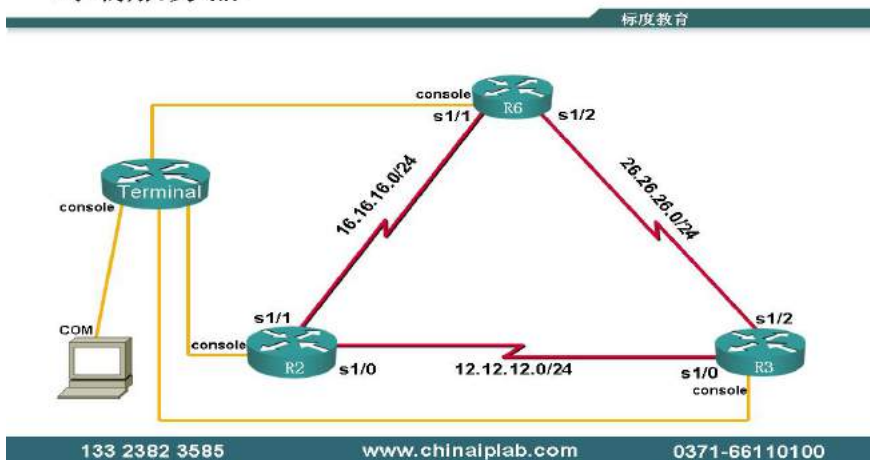 标度教育
console
R6
s1/1
s1/2
Terminal
console
16.16.16.0/24
26.26.26.0/24
COM
s1/1
console
R2
s1/0
12.12.12.0/24
s1/2
s1/0
R3
console
133 2382 3585
www.chinaiplab.com
0371-66110100